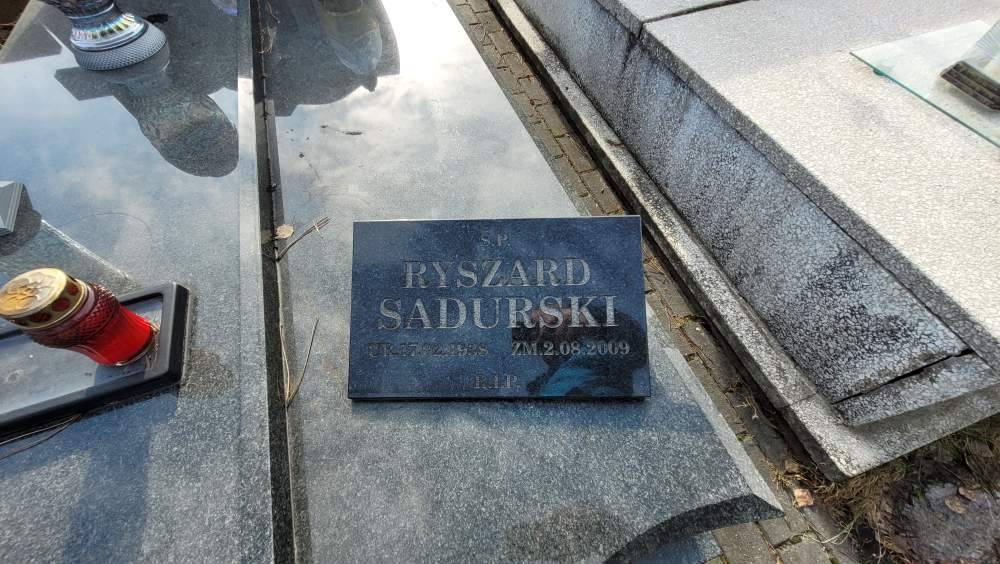 Ś.P.
RYSZARD
SADURSKI
ZM.2.08.2009
R.I.P.